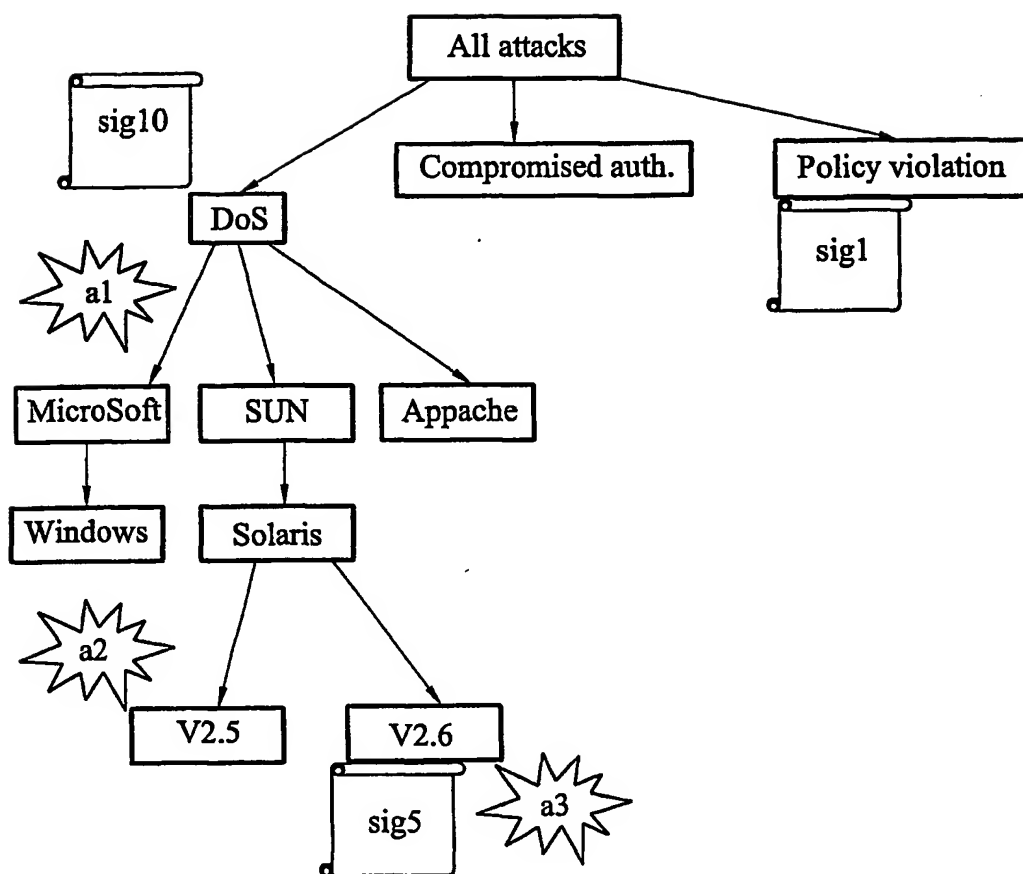 All attacks
sig10
Compromised auth.
Policy violation
DoS
sig1
a1
MicroSoft
SUN
Appache
Windows
Solaris
a2
V2.5
V2.6
sig5
a3